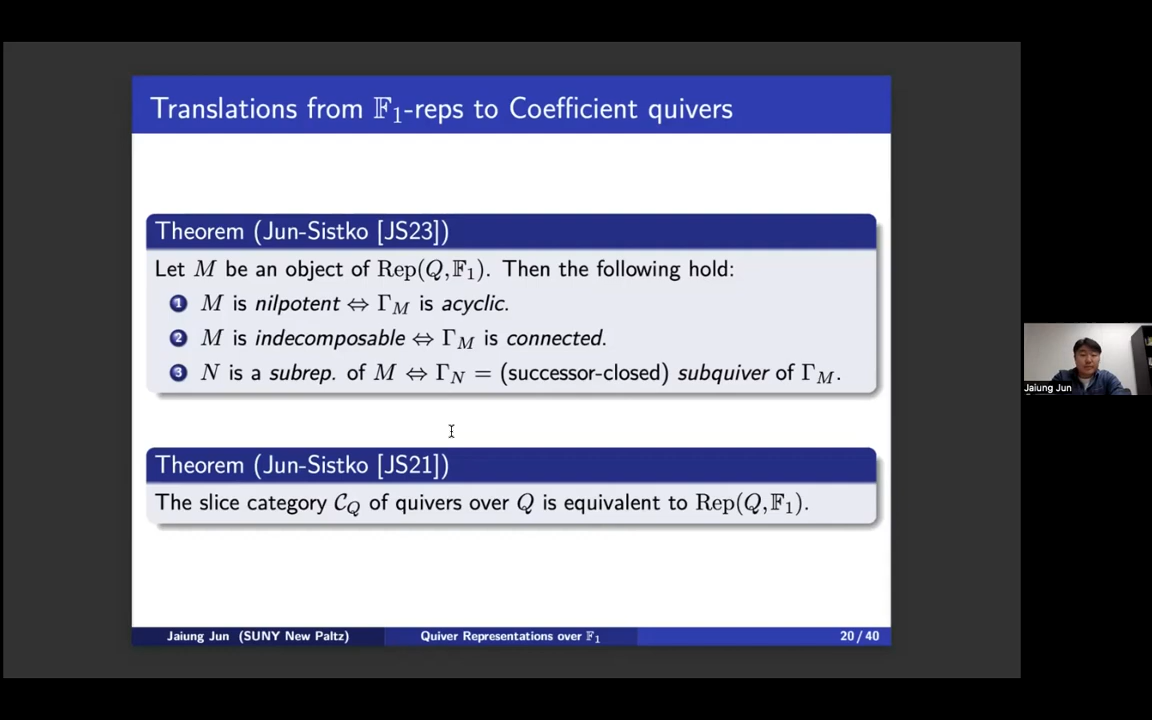 Translations from 𝔽₁-reps to Coefficient quivers
Theorem (Jun-Sistko [JS23])
Let M be an object of Rep(Q, 𝔽₁). Then the following hold:
1 M is nilpotent ⇔ Γ_M is acyclic.
2 M is indecomposable ⇔ Γ_M is connected.
3 N is a subrep. of M ⇔ Γ_N = (successor-closed) subquiver of Γ_M.
Theorem (Jun-Sistko [JS21])
The slice category 𝒞_Q of quivers over Q is equivalent to Rep(Q, 𝔽₁).
Jaiung Jun (SUNY New Paltz) Quiver Representations over 𝔽₁ 20 / 40
Jaiung Jun